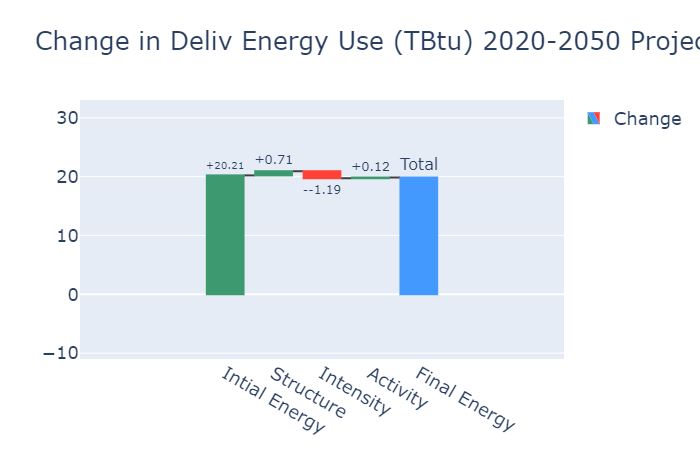 Change in Deliv Energy Use (TBtu) 2020-2050 Projec
30
20
10
0
−10
+20.21
+0.71
--1.19
+0.12
Total
Change
Intial Energy
Structure
Intensity
Activity
Final Energy